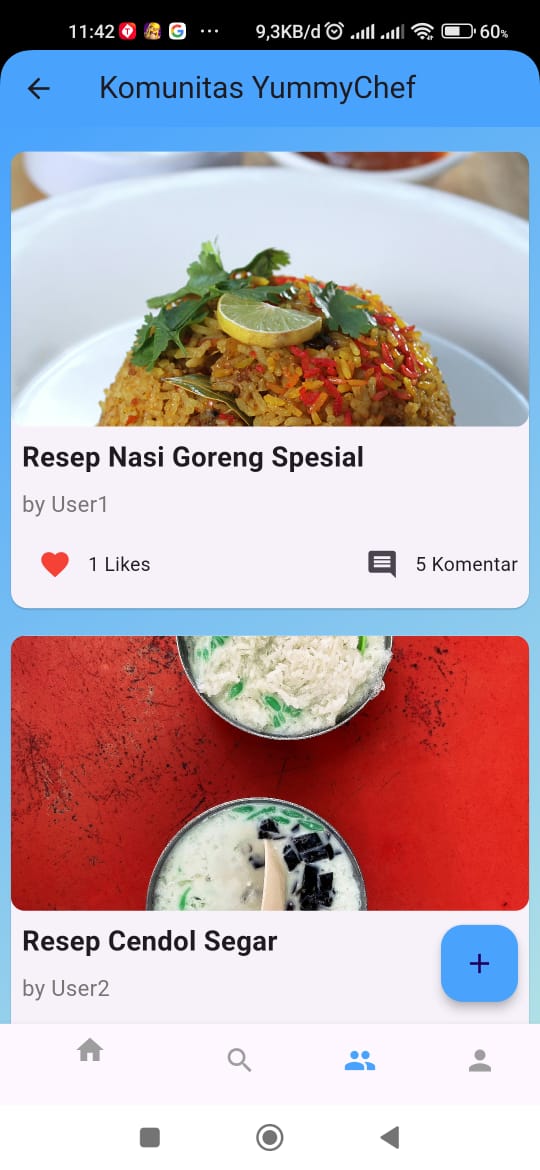 11:42 9,3KB/d 60%
Komunitas YummyChef
Resep Nasi Goreng Spesial
by User1
1 Likes 5 Komentar
Resep Cendol Segar
by User2